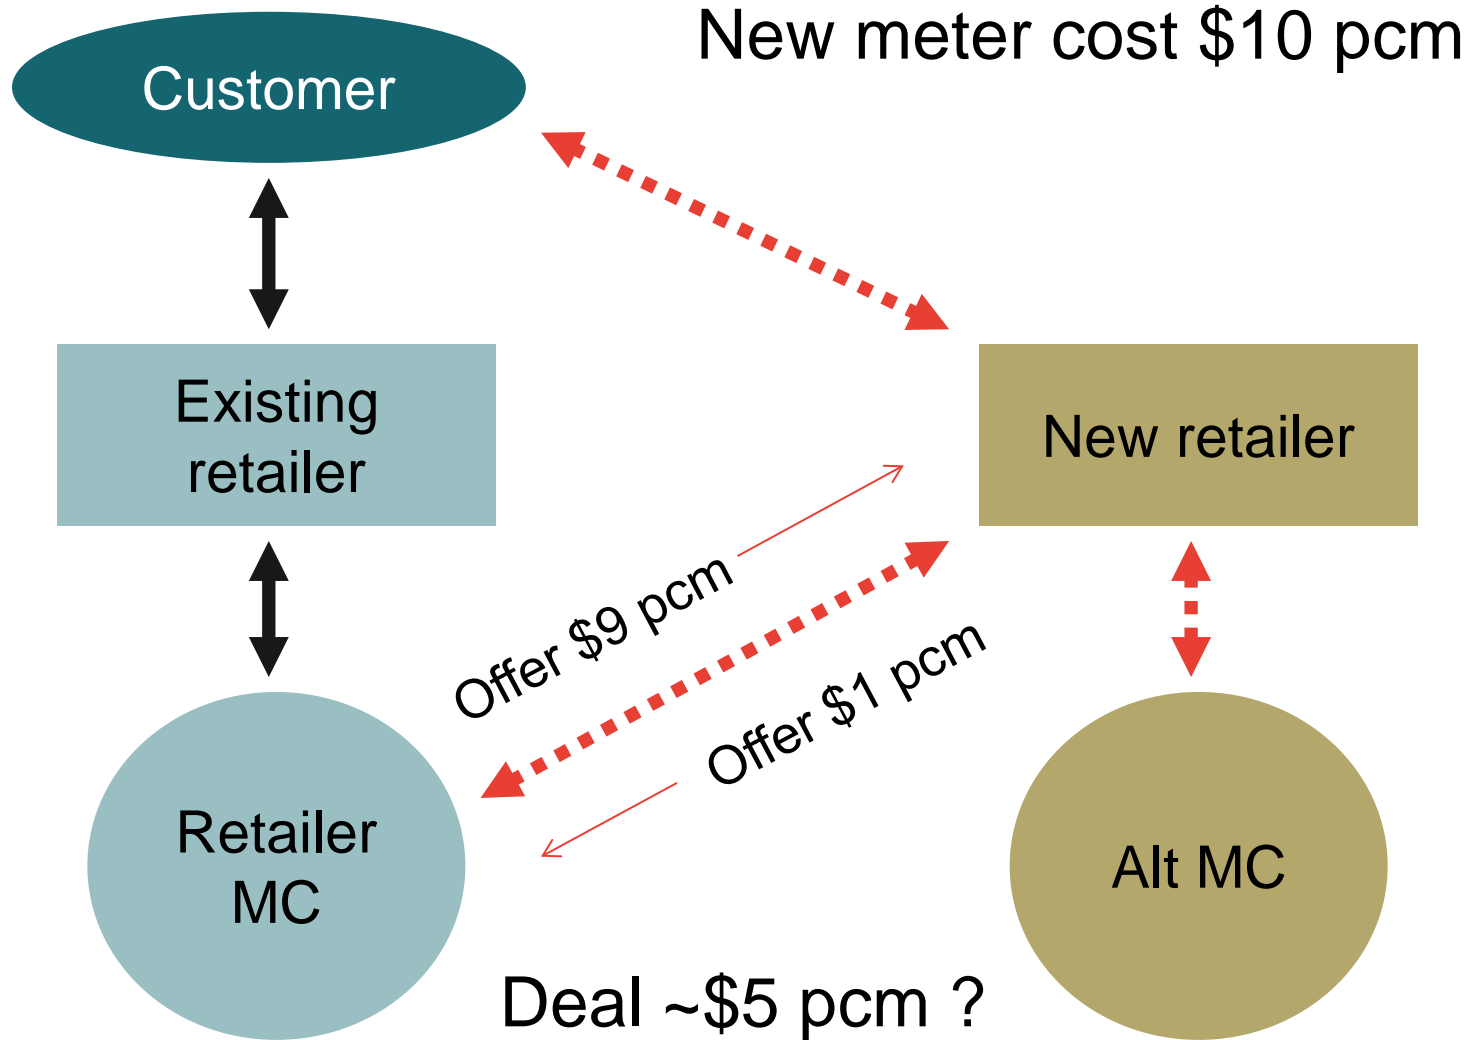 New meter cost $10 pcm
Customer
Existing
retailer
New retailer
Offer $9 pcm
Offer $1 pcm
Retailer
MC
Alt MC
Deal ~$5 pcm ?